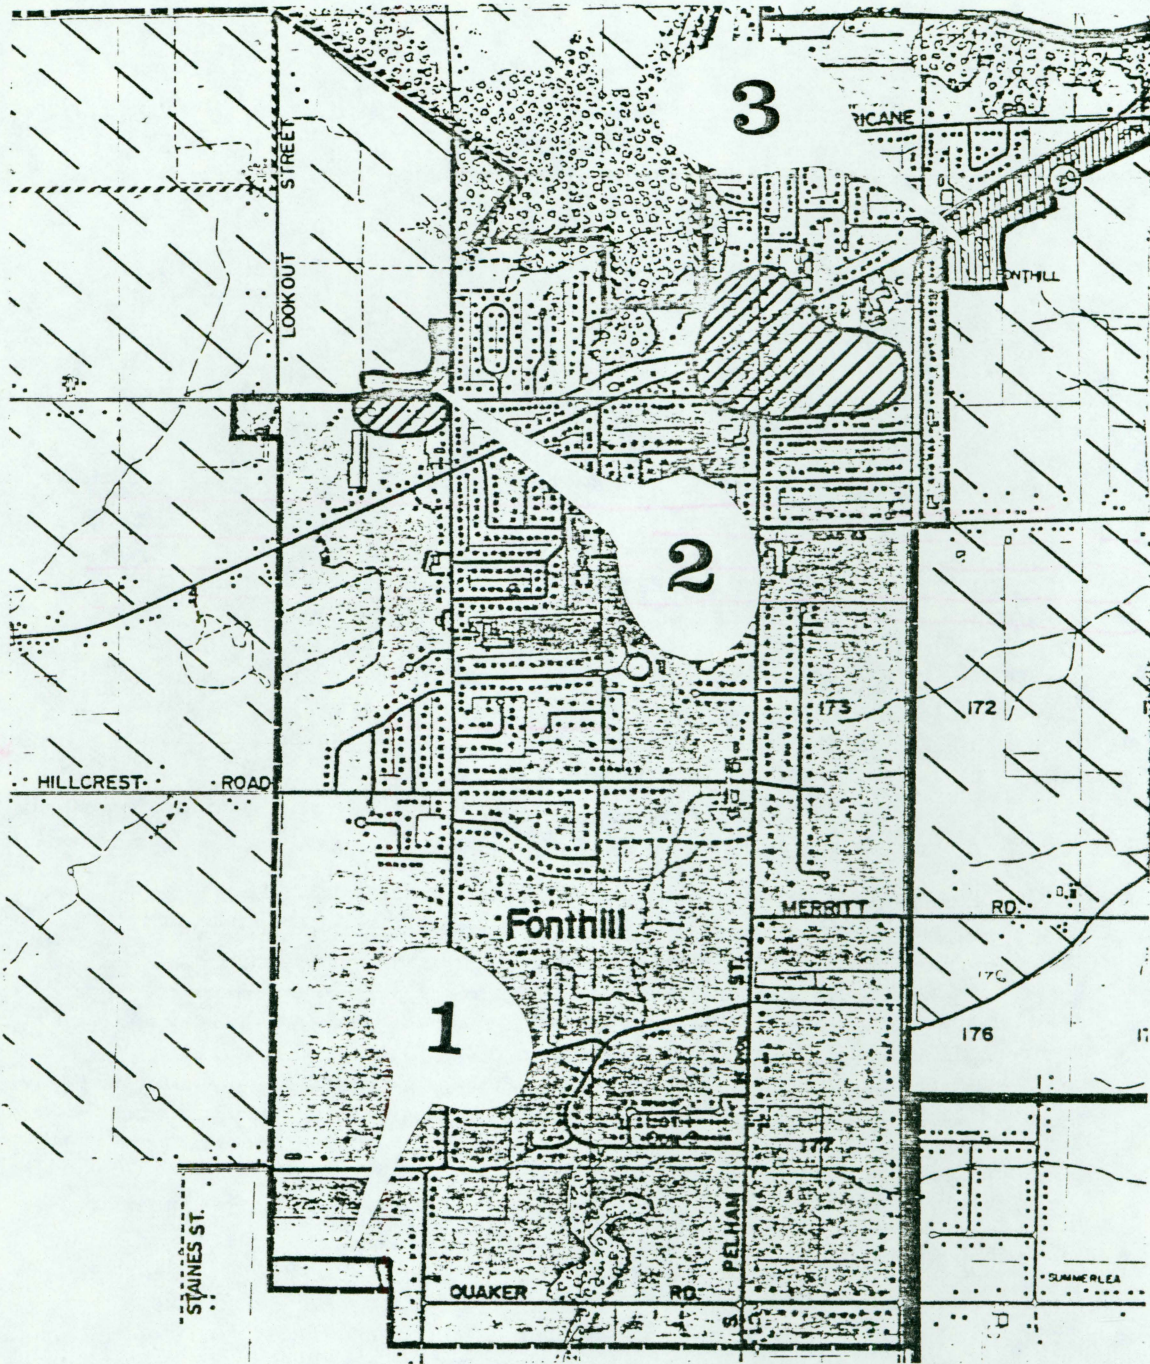 3
RICANE
20
LOOKOUT STREET
FONTHILL
2
173
172
HILLCREST ROAD
Fonthill
MERRITT RD.
176
1
176
STAINES ST.
S. PELHAM ST.
QUAKER RD.
SUMMERLEA